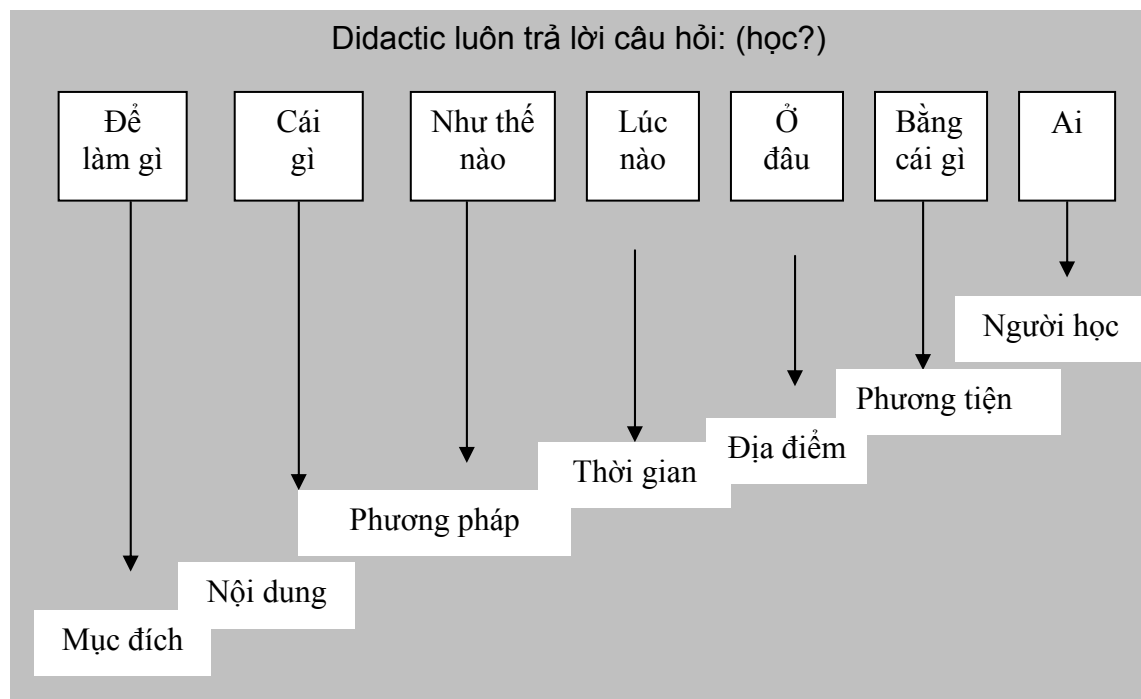 Didactic luôn trả lời câu hỏi: (học?)
Để
làm gì
Cái
gì
Như thế
nào
Lúc
nào
Ở
đâu
Bằng
cái gì
Ai
Người học
Phương tiện
Địa điểm
Thời gian
Phương pháp
Nội dung
Mục đích